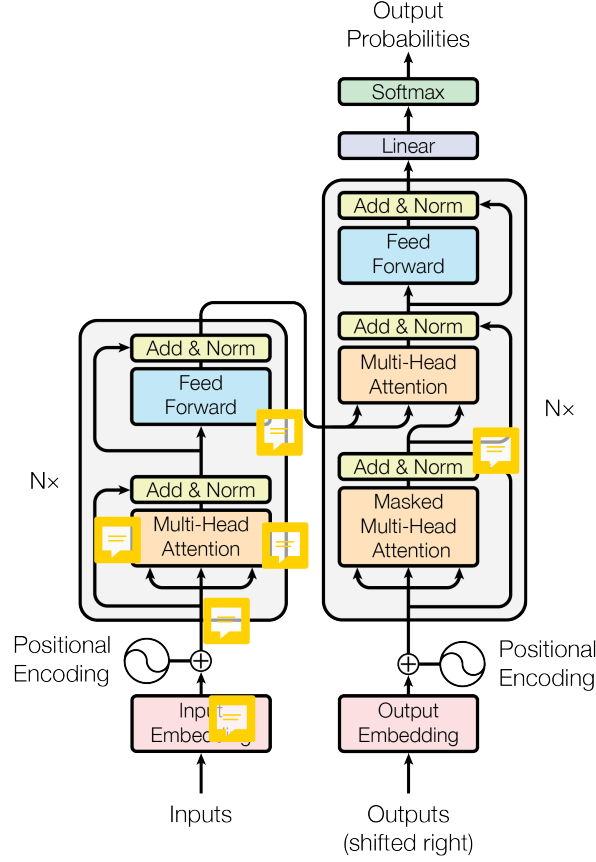 Output
Probabilities
Softmax
Linear
Add & Norm
Feed
Forward
Add & Norm
Multi-Head
Attention
Add & Norm
Masked
Multi-Head
Attention
N×
Positional
Encoding
Output
Embedding
Outputs
(shifted right)
Add & Norm
Feed
Forward
Add & Norm
Multi-Head
Attention
N×
Positional
Encoding
Input
Embedding
Inputs